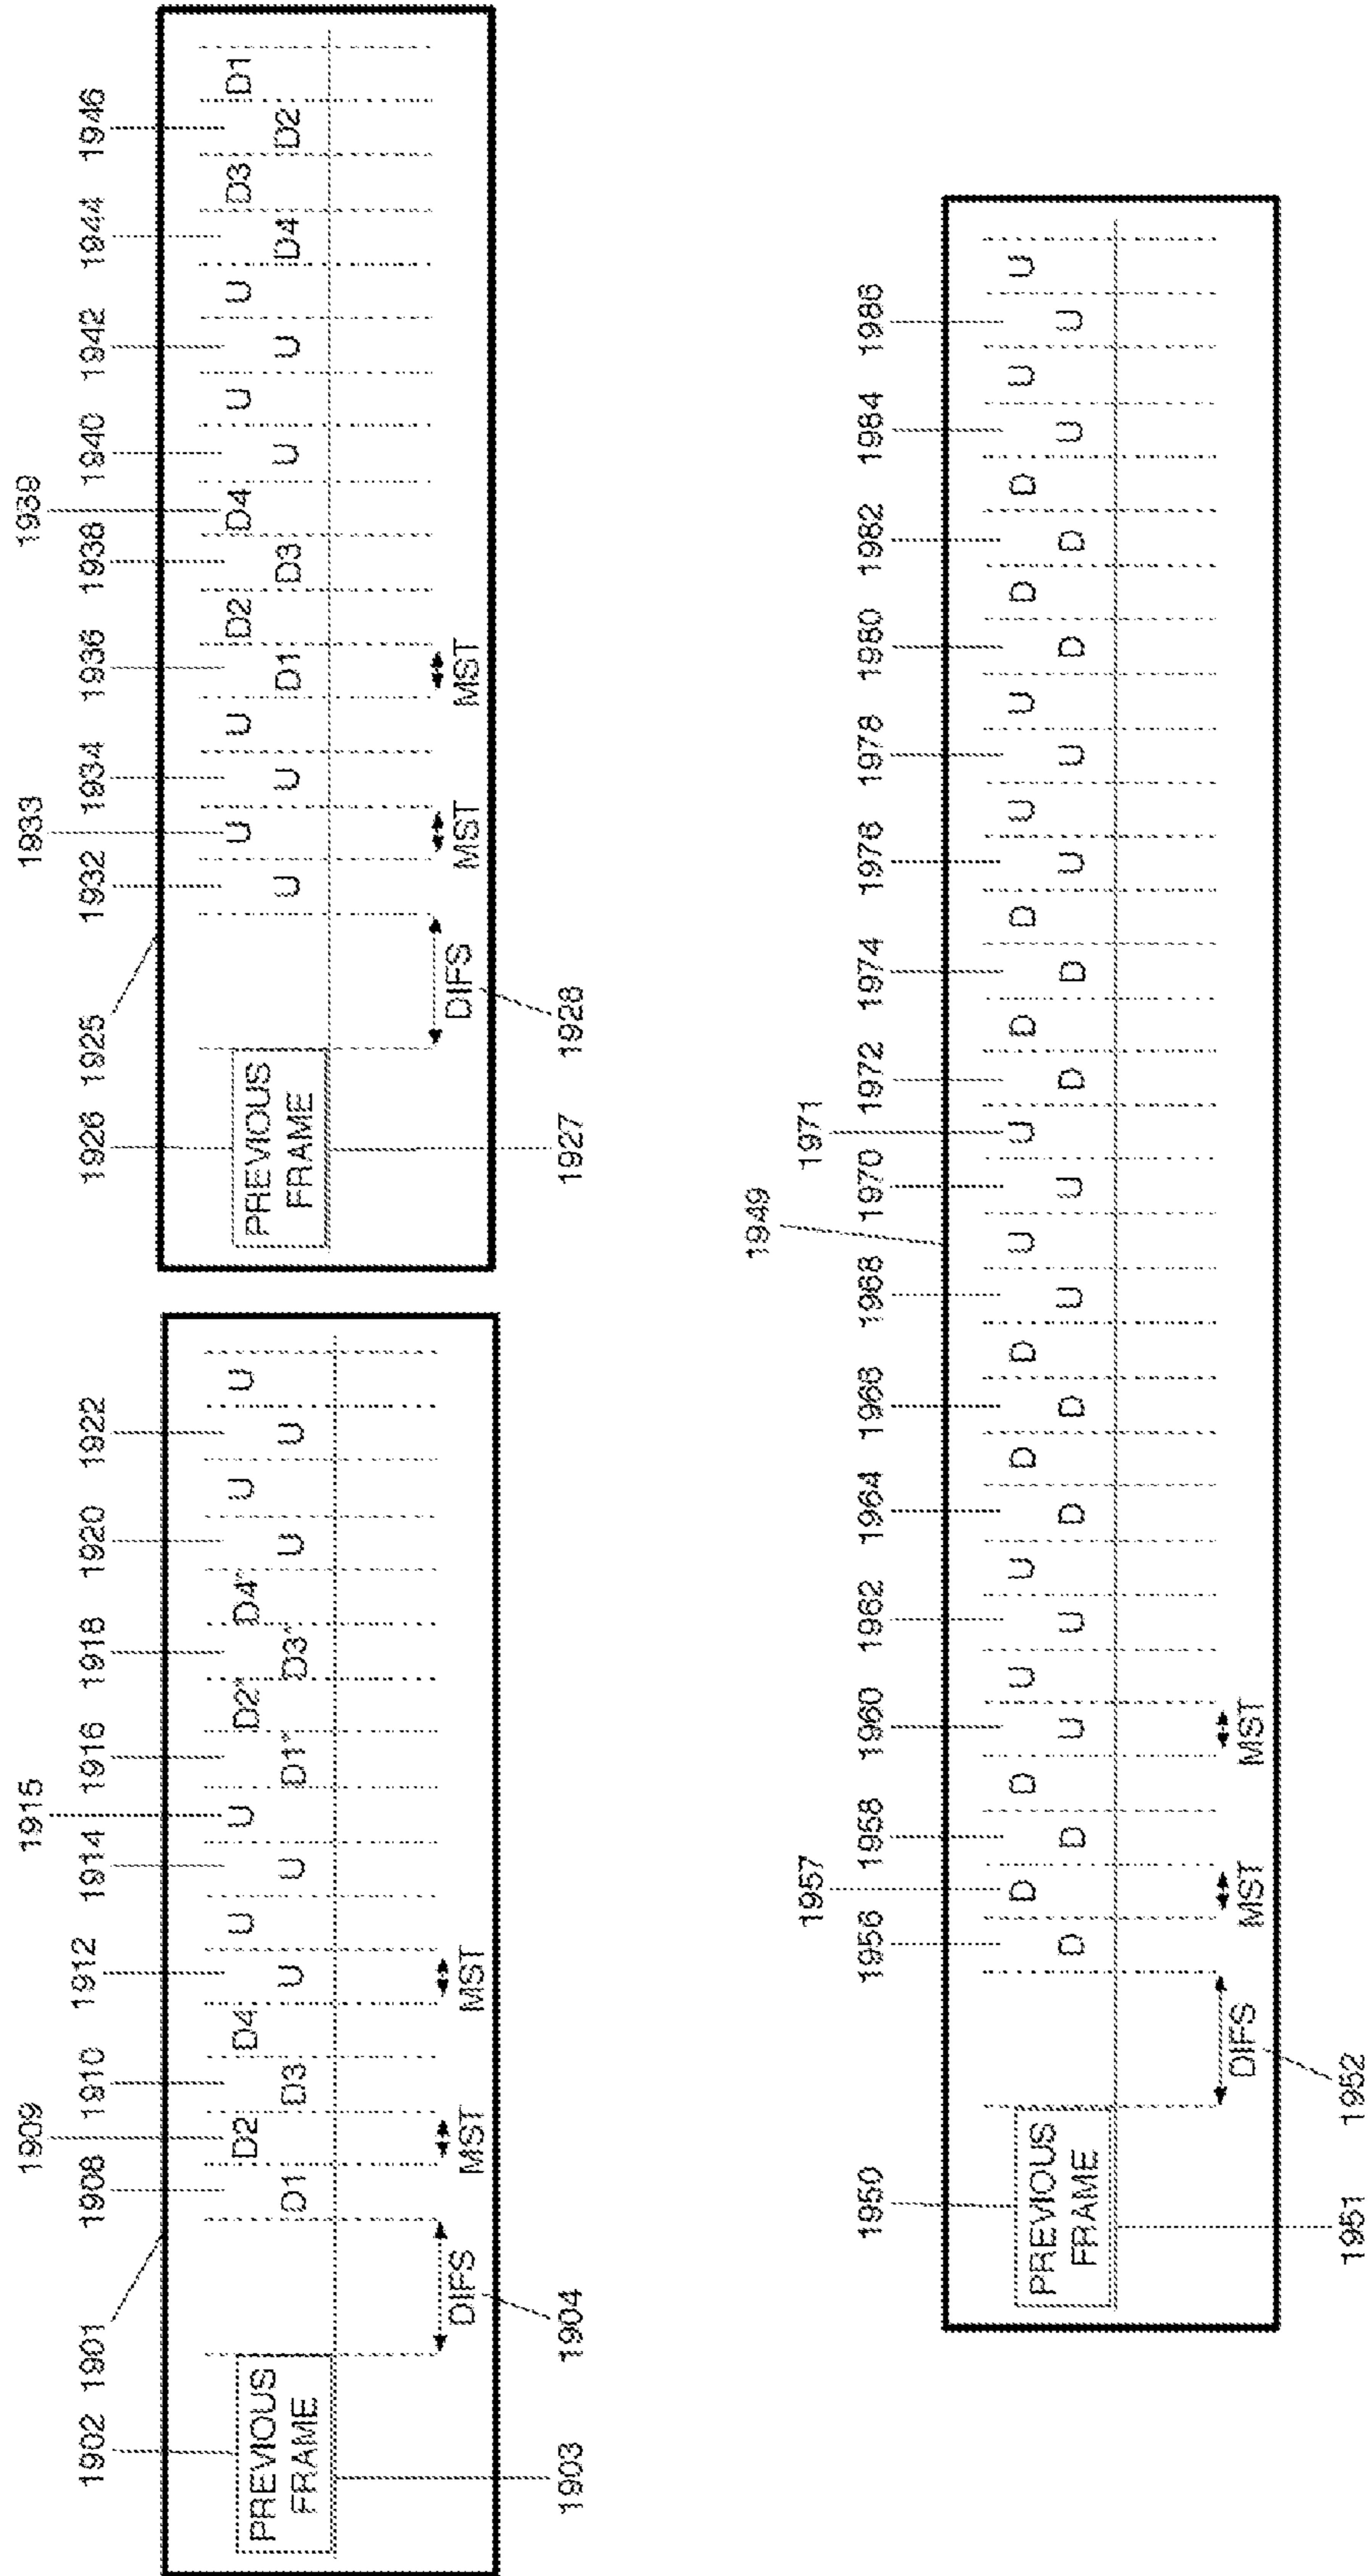 1909 1915
1902 1901 1908 1910 1912 1914 1916 1918 1920 1922
PREVIOUS
FRAME
D2 D4 U U D2" D4" U U
D1 D3 U U D1" D3" U U
DIFS MST MST
1903 1904
1933 1939
1926 1925 1932 1934 1936 1938 1940 1942 1944 1946
PREVIOUS
FRAME
U U D2 D4 U U D3 D1
U U D1 D3 U U D4 D2
DIFS MST MST
1927 1928
1949
1957 1971
1950 1956 1958 1960 1962 1964 1966 1968 1970 1972 1974 1976 1978 1980 1982 1984 1986
PREVIOUS
FRAME
D D U U D D U U D D U U D D U U
D D U U D D U U D D U U D D U U
DIFS MST MST
1951 1952